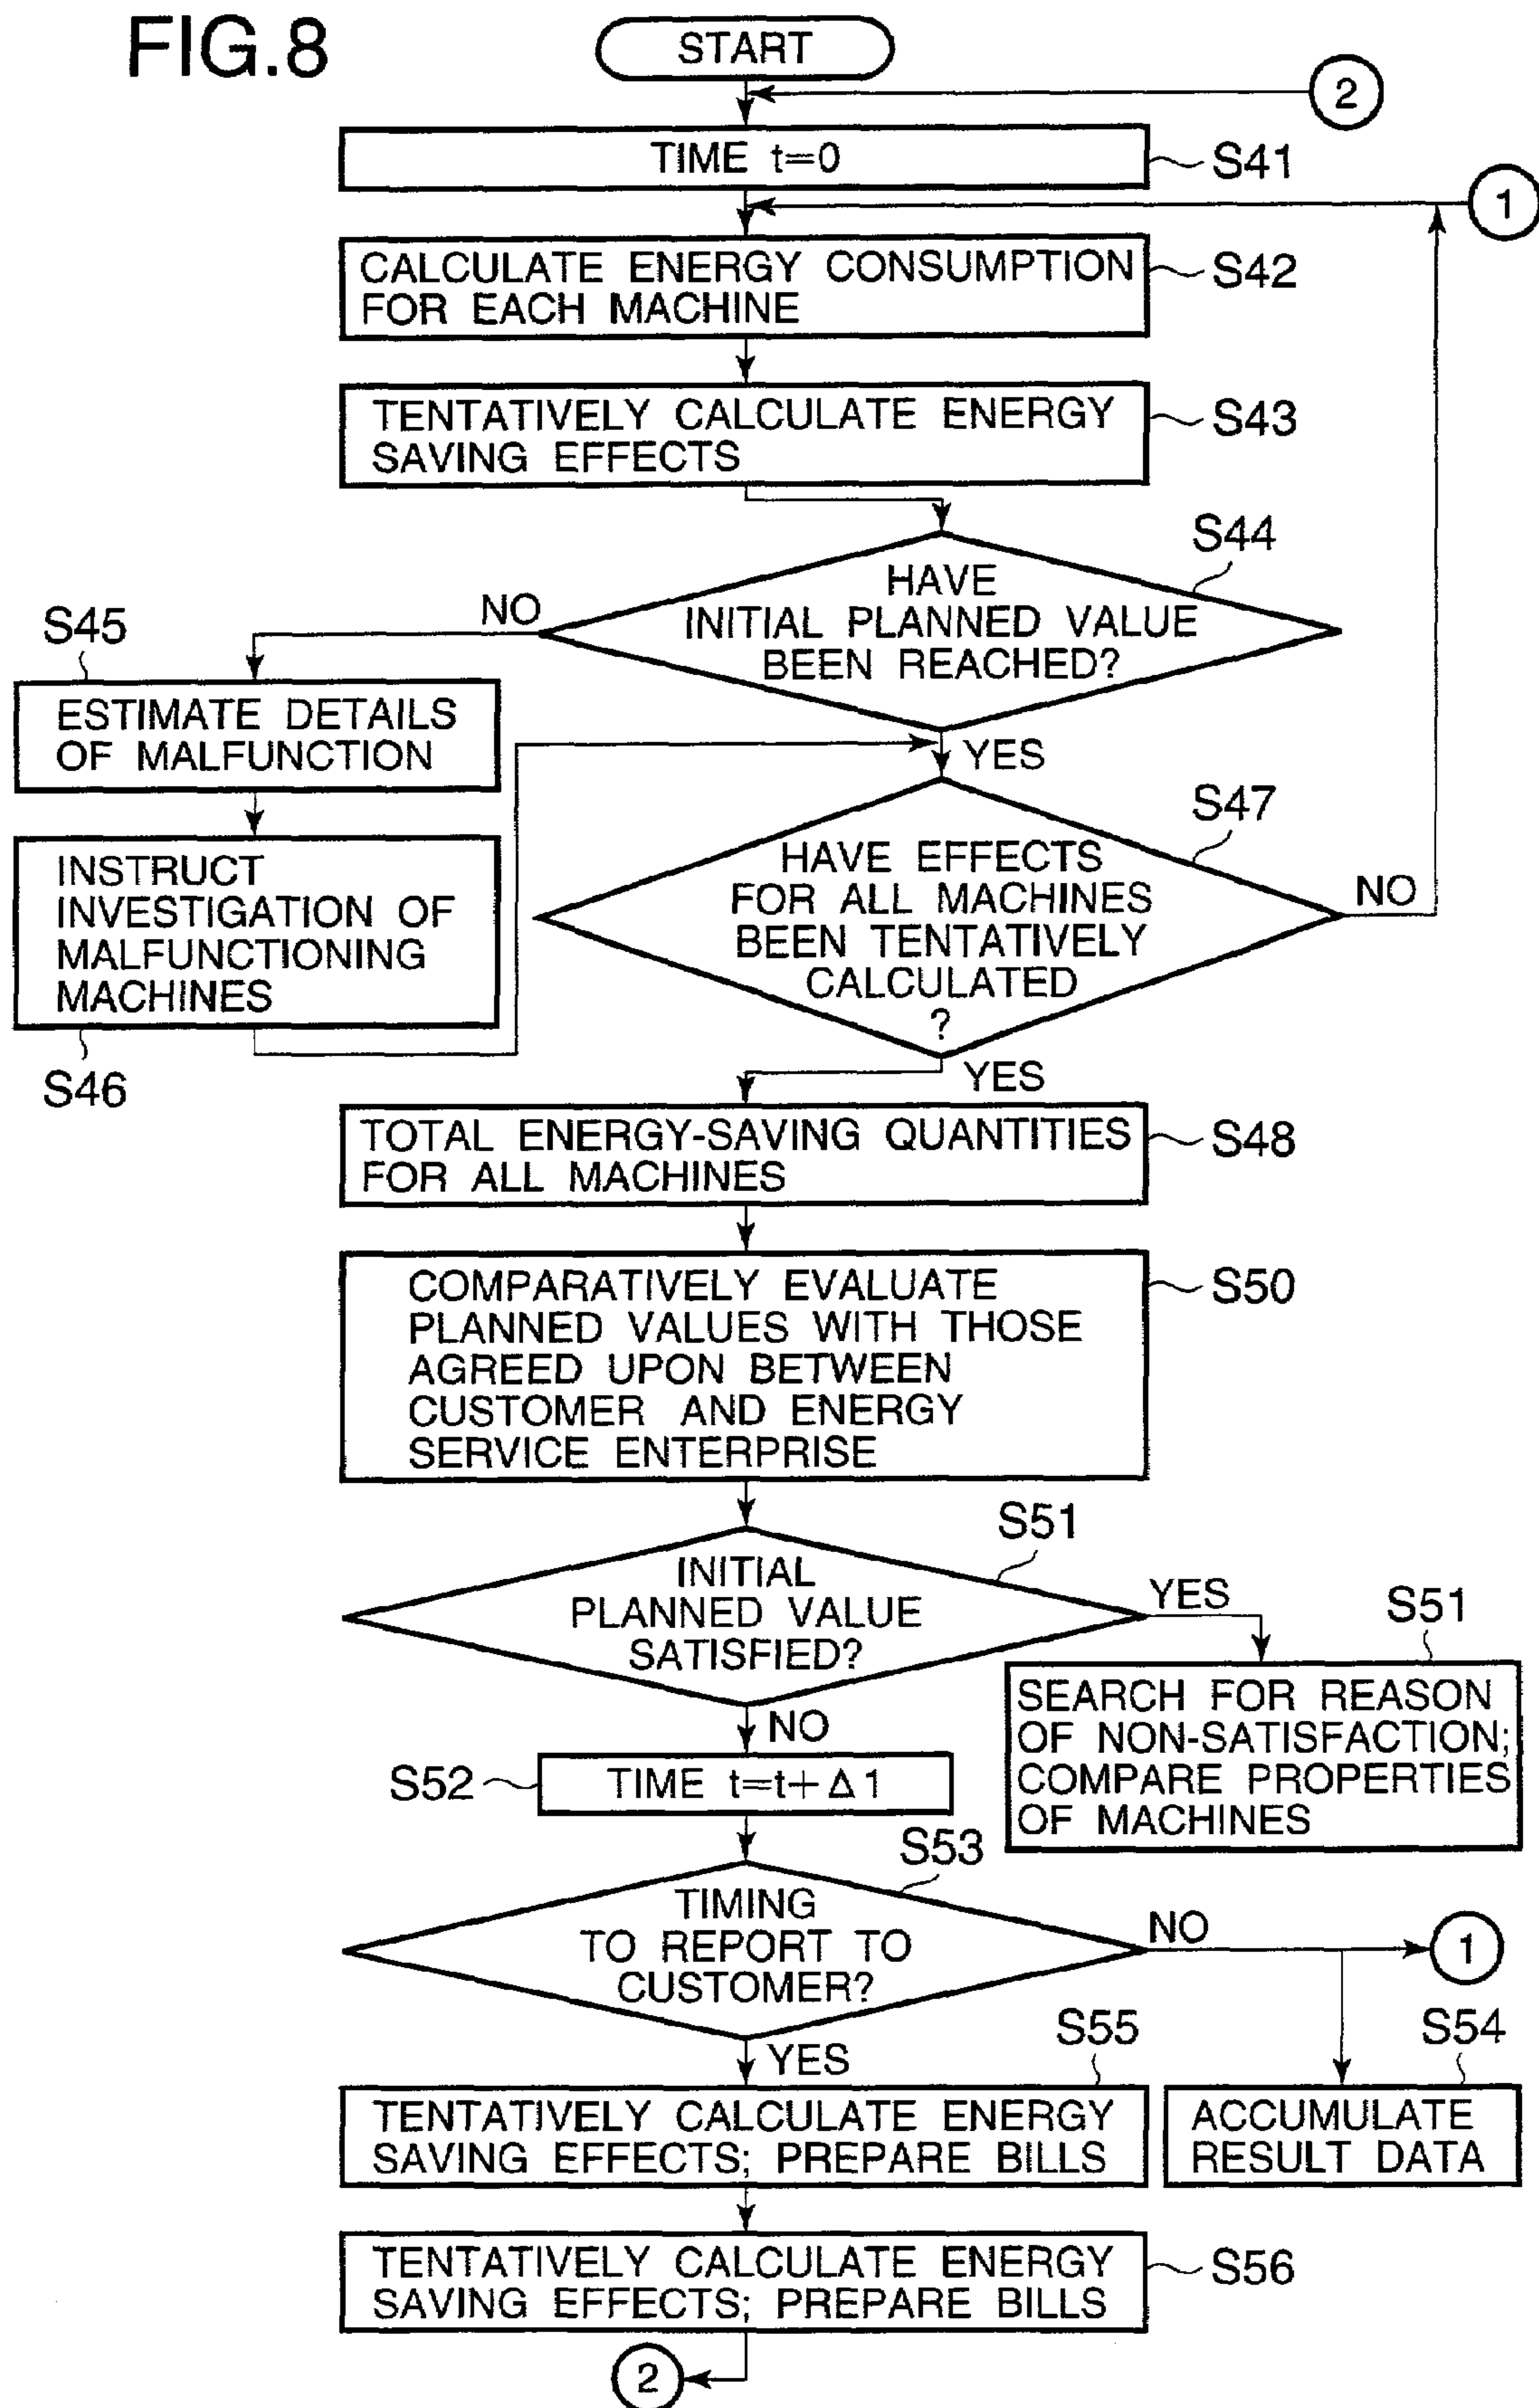 FIG.8
START
2
TIME t=0
S41
1
CALCULATE ENERGY CONSUMPTION
FOR EACH MACHINE
S42
TENTATIVELY CALCULATE ENERGY
SAVING EFFECTS
S43
S44
HAVE
INITIAL PLANNED VALUE
BEEN REACHED?
NO
S45
ESTIMATE DETAILS
OF MALFUNCTION
YES
S47
INSTRUCT
INVESTIGATION OF
MALFUNCTIONING
MACHINES
S46
HAVE EFFECTS
FOR ALL MACHINES
BEEN TENTATIVELY
CALCULATED
?
NO
YES
TOTAL ENERGY-SAVING QUANTITIES
FOR ALL MACHINES
S48
COMPARATIVELY EVALUATE
PLANNED VALUES WITH THOSE
AGREED UPON BETWEEN
CUSTOMER AND ENERGY
SERVICE ENTERPRISE
S50
S51
INITIAL
PLANNED VALUE
SATISFIED?
YES
S51
SEARCH FOR REASON
OF NON-SATISFACTION;
COMPARE PROPERTIES
OF MACHINES
NO
S52
TIME t=t+Δ1
S53
TIMING
TO REPORT TO
CUSTOMER?
NO
1
YES
S55
S54
TENTATIVELY CALCULATE ENERGY
SAVING EFFECTS; PREPARE BILLS
ACCUMULATE
RESULT DATA
TENTATIVELY CALCULATE ENERGY
SAVING EFFECTS; PREPARE BILLS
S56
2